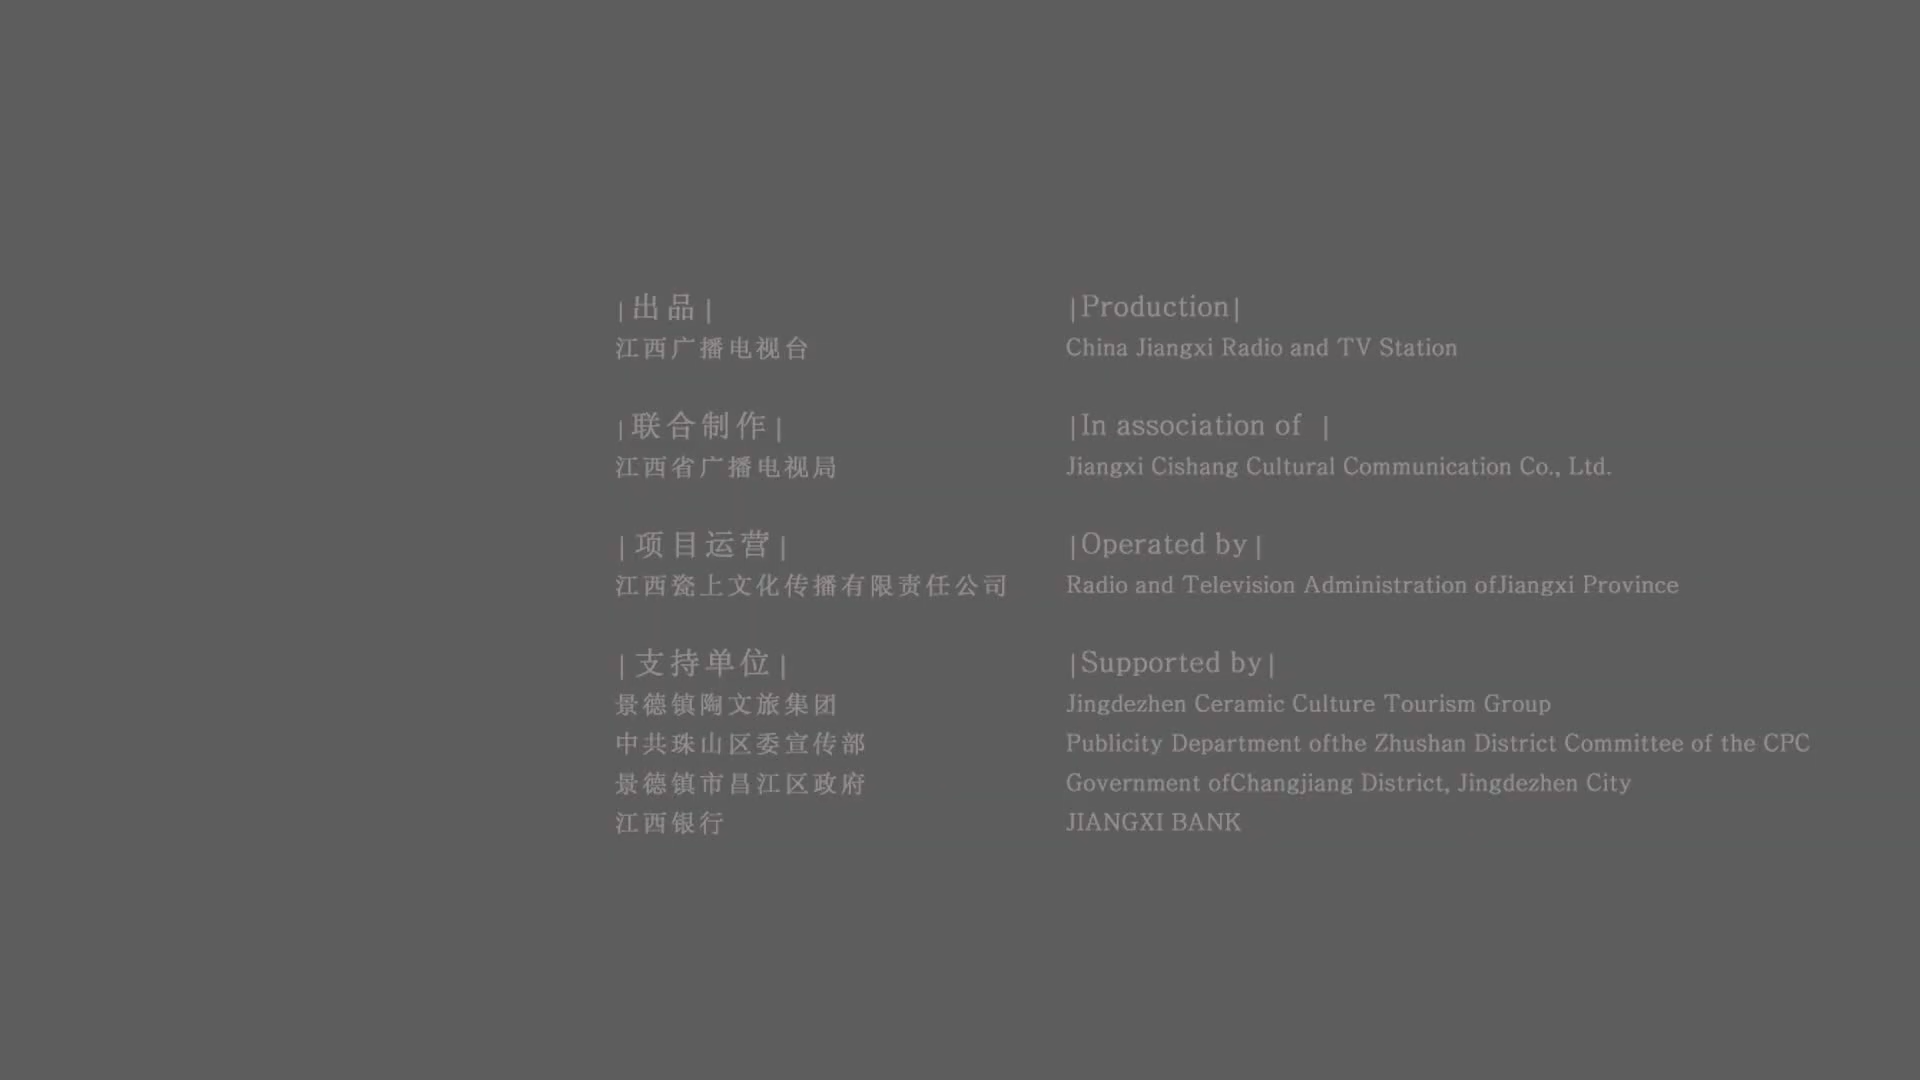 |出品|
江西广播电视台
|联合制作|
江西省广播电视局
|项目运营|
江西瓷上文化传播有限责任公司
|支持单位|
景德镇陶文旅集团
中共珠山区委宣传部
景德镇市昌江区政府
江西银行
|Production|
China Jiangxi Radio and TV Station
|In association of |
Jiangxi Cishang Cultural Communication Co., Ltd.
|Operated by|
Radio and Television Administration ofJiangxi Province
|Supported by|
Jingdezhen Ceramic Culture Tourism Group
Publicity Department ofthe Zhushan District Committee of the CPC
Government ofChangjiang District, Jingdezhen City
JIANGXI BANK